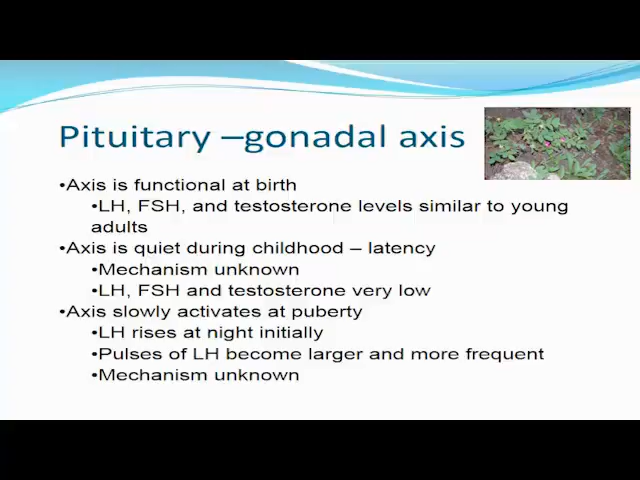 Pituitary –gonadal axis
•Axis is functional at birth
•LH, FSH, and testosterone levels similar to young
adults
•Axis is quiet during childhood – latency
•Mechanism unknown
•LH, FSH and testosterone very low
•Axis slowly activates at puberty
•LH rises at night initially
•Pulses of LH become larger and more frequent
•Mechanism unknown